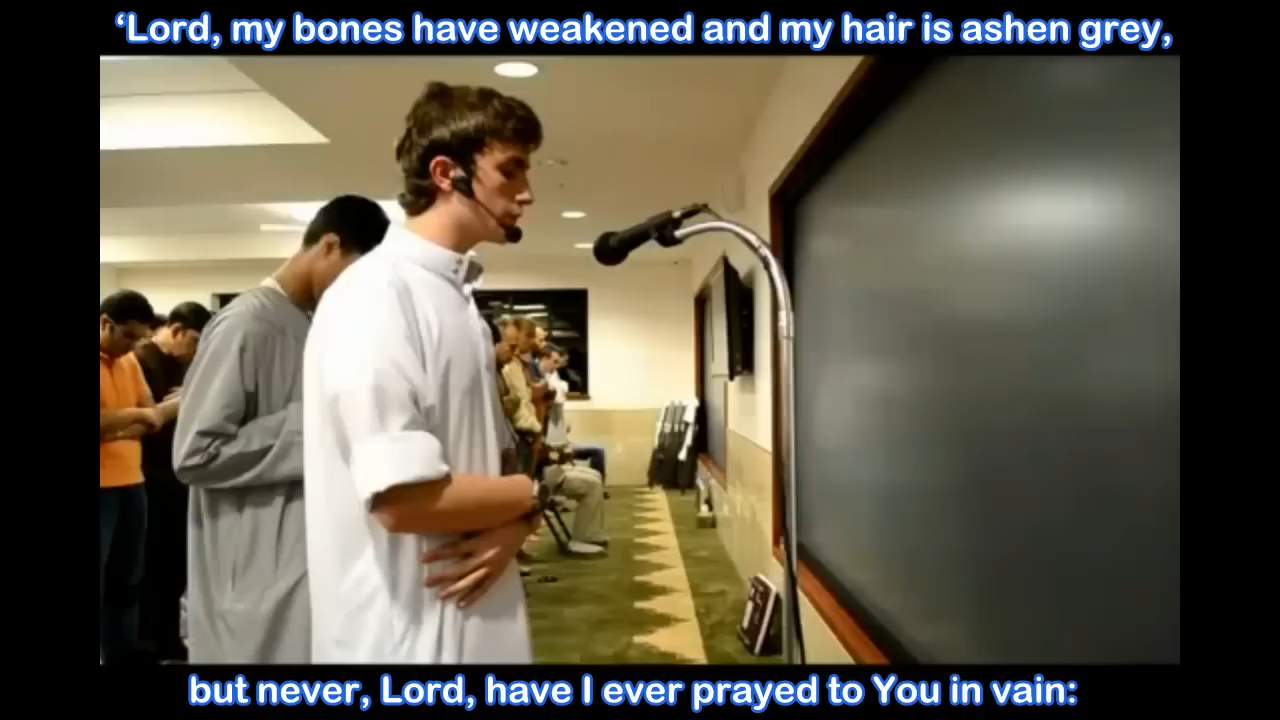 ‘Lord, my bones have weakened and my hair is ashen grey,
but never, Lord, have I ever prayed to You in vain: